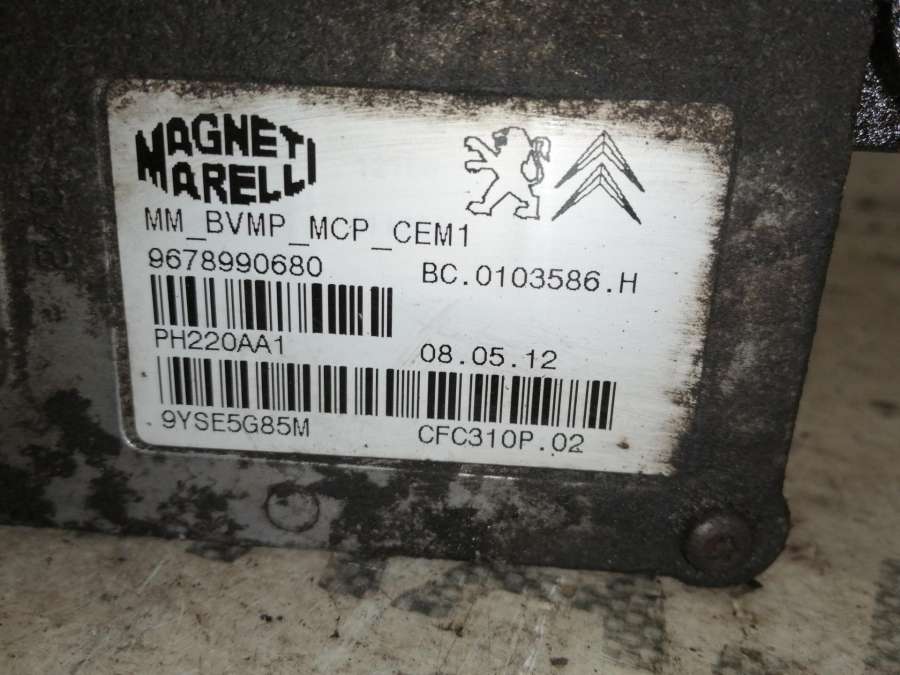 MAGNETI
MARELLI
MM_BVMP_MCP_CEM1
9678990680
BC.0103586.H
PH220AA1
08.05.12
9YSE5G85M
CFC310P.02